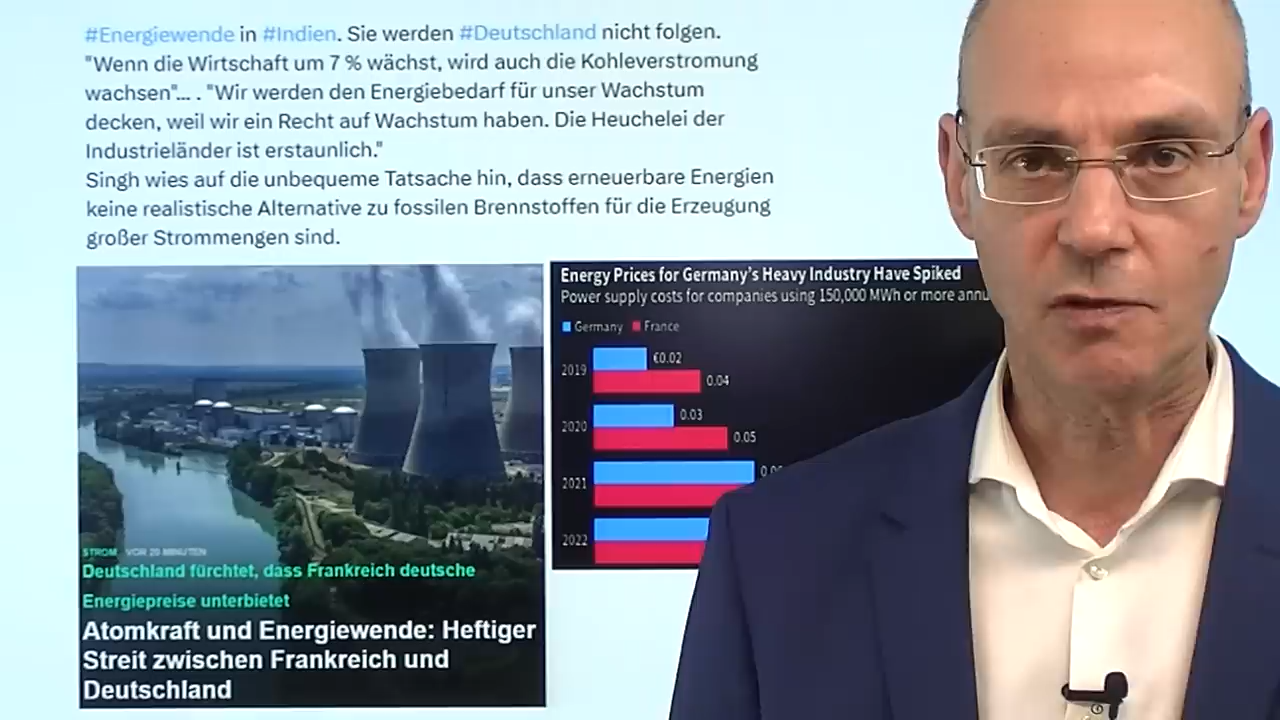 #Energiewende in #Indien. Sie werden #Deutschland nicht folgen.
"Wenn die Wirtschaft um 7 % wächst, wird auch die Kohleverstromung
wachsen"... . "Wir werden den Energiebedarf für unser Wachstum
decken, weil wir ein Recht auf Wachstum haben. Die Heuchelei der
Industrieländer ist erstaunlich."
Singh wies auf die unbequeme Tatsache hin, dass erneuerbare Energien
keine realistische Alternative zu fossilen Brennstoffen für die Erzeugung
großer Strommengen sind.
STROM VOR 20 MINUTEN
Deutschland fürchtet, dass Frankreich deutsche
Energiepreise unterbietet
Atomkraft und Energiewende: Heftiger
Streit zwischen Frankreich und
Deutschland
Energy Prices for Germany's Heavy Industry Have Spiked
Power supply costs for companies using 150,000 MWh or more
Germany France
2019 €0.02
0.04
2020 0.03
0.05
2021
2022